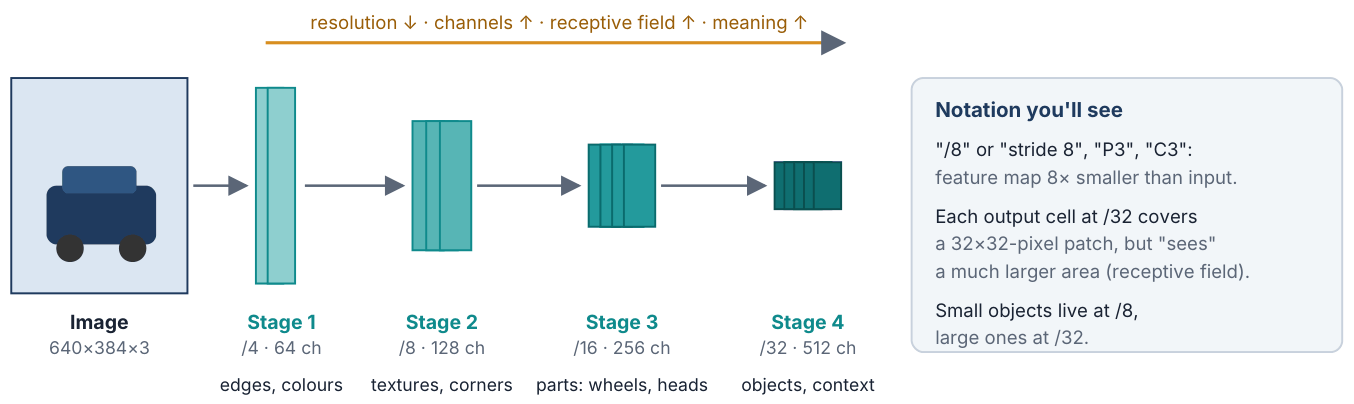 resolution ↓ · channels ↑ · receptive field ↑ · meaning ↑
Image
640×384×3
Stage 1
/4 · 64 ch
edges, colours
Stage 2
/8 · 128 ch
textures, corners
Stage 3
/16 · 256 ch
parts: wheels, heads
Stage 4
/32 · 512 ch
objects, context
Notation you'll see
"/8" or "stride 8", "P3", "C3":
feature map 8× smaller than input.
Each output cell at /32 covers
a 32×32-pixel patch, but "sees"
a much larger area (receptive field).
Small objects live at /8,
large ones at /32.